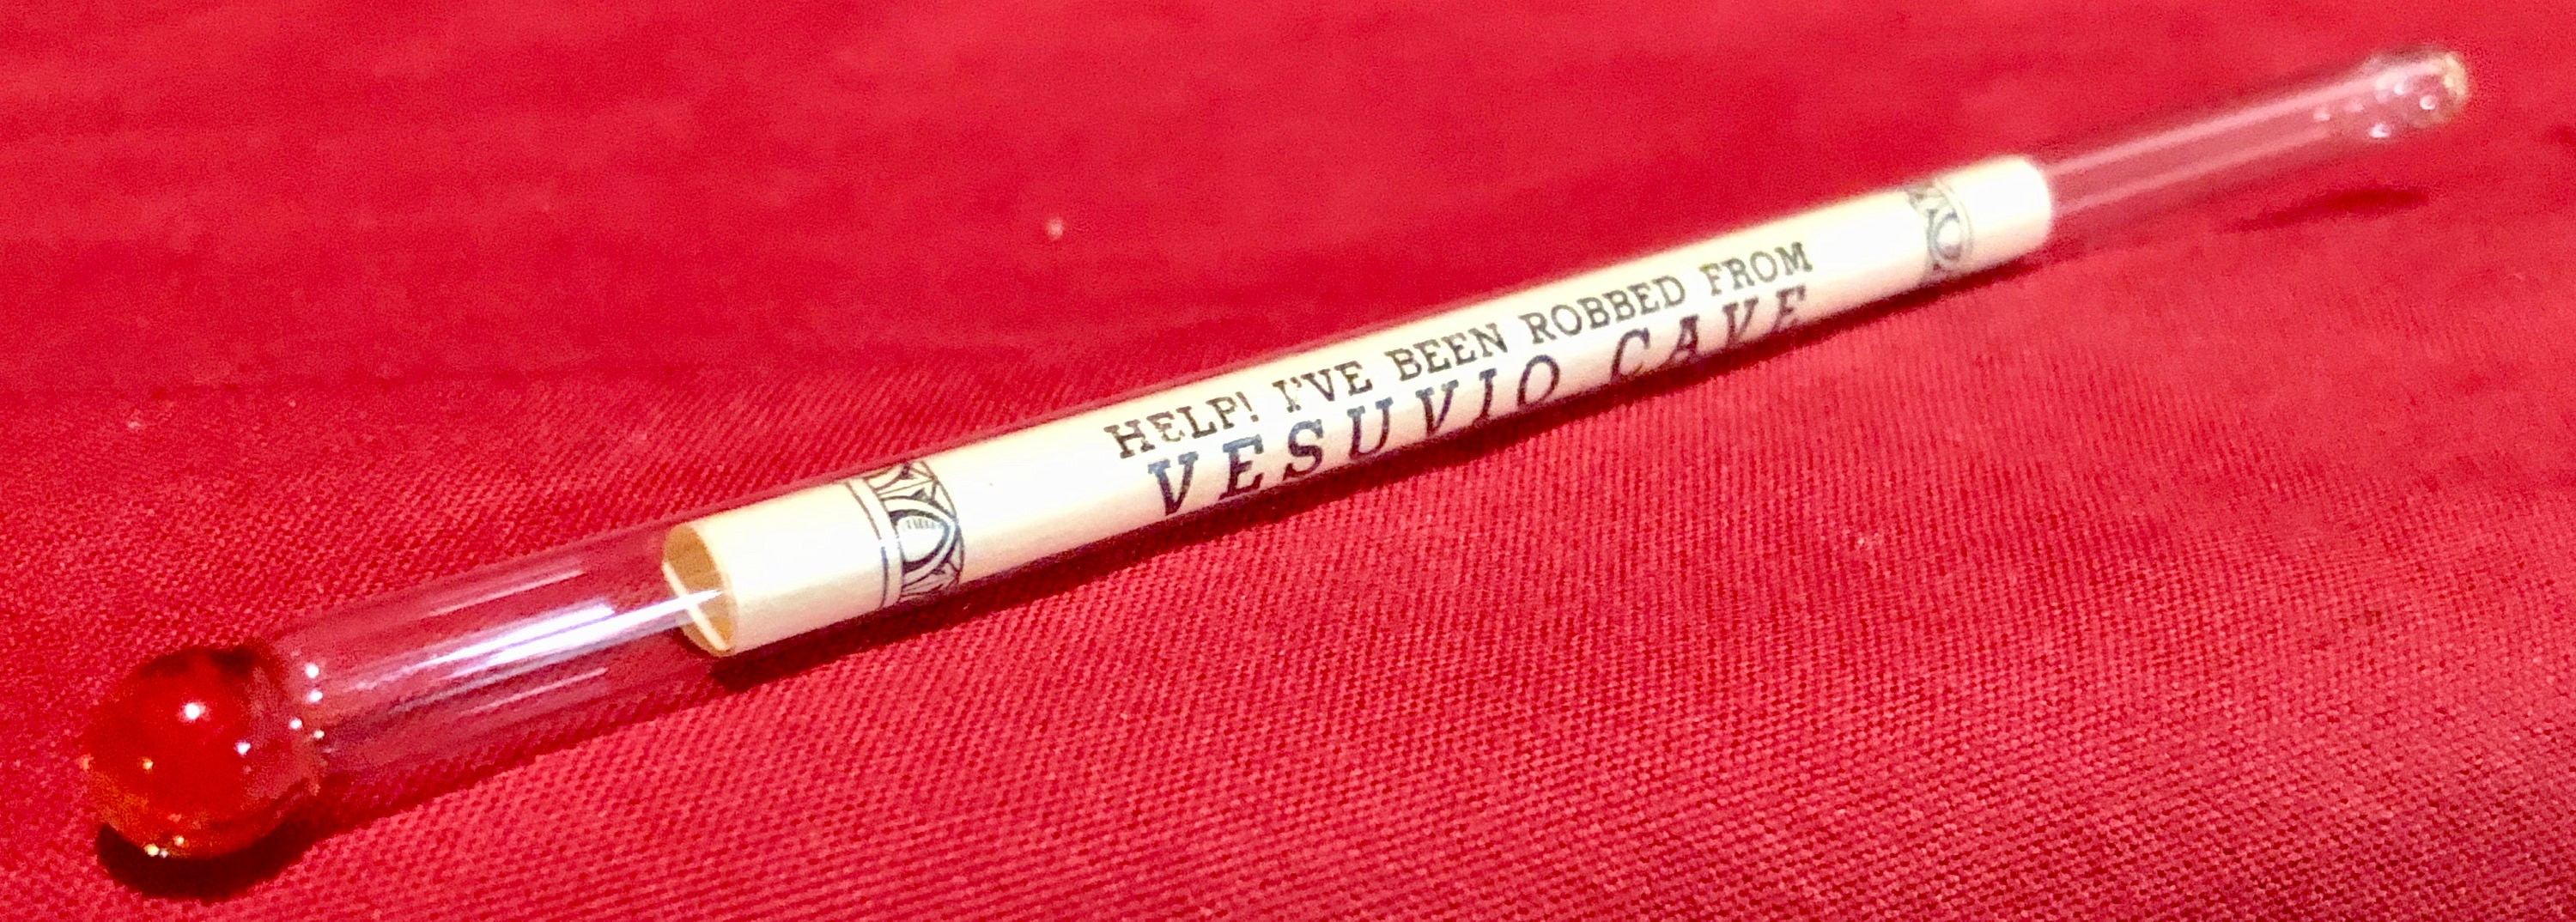 HELP! I'VE BEEN ROBBED FROM
VESUVIO CAVE